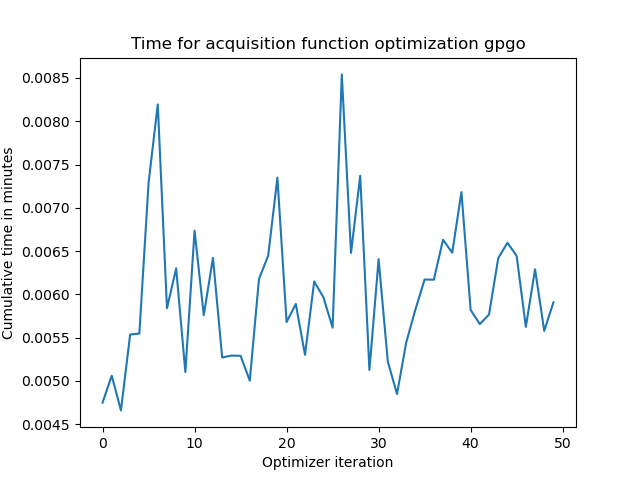 Time for acquisition function optimization gpgo
Cumulative time in minutes
0.0085
0.0080
0.0075
0.0070
0.0065
0.0060
0.0055
0.0050
0.0045
0 10 20 30 40 50
Optimizer iteration